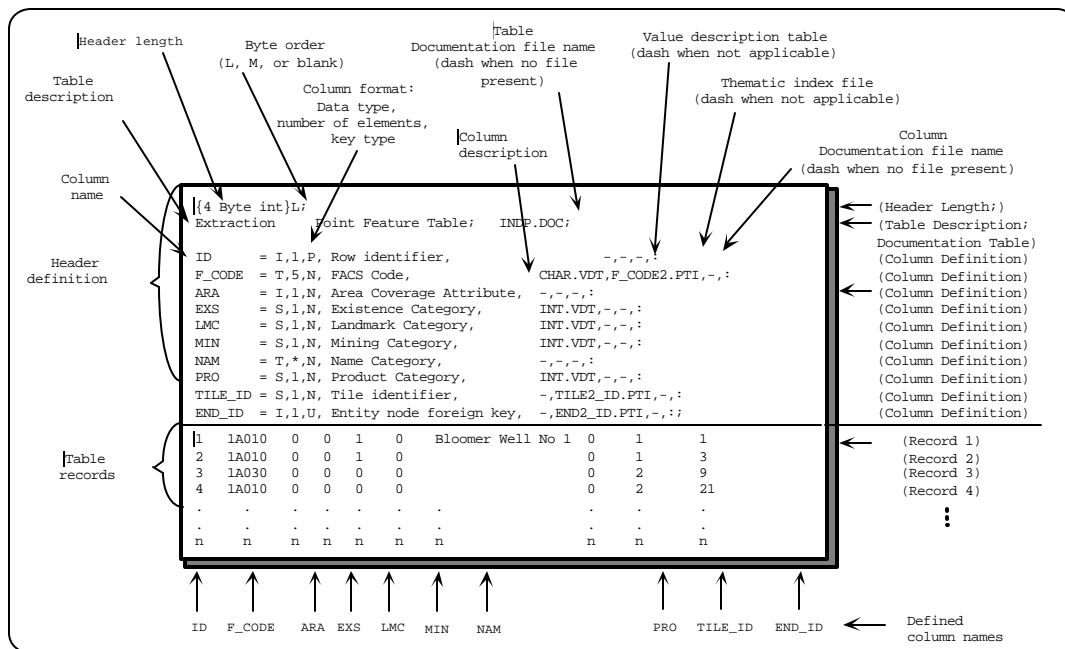 Header length
Byte order
(L, M, or blank)
Table
Documentation file name
(dash when no file
present)
Value description table
(dash when not applicable)
Table
description
Column format:
Data type,
number of elements,
key type
Thematic index file
(dash when not applicable)
Column
description
Column
Documentation file name
(dash when no file present)
Column
name
Header
definition
{4 Byte int}L;
Extraction Point Feature Table; INDP.DOC;
ID = I,1,P, Row identifier, -,-,-,:
F_CODE = T,5,N, FACS Code, CHAR.VDT,F_CODE2.PTI,-,:
ARA = I,1,N, Area Coverage Attribute, -,-,-,:
EXS = S,1,N, Existence Category, INT.VDT,-,-,:
LMC = S,1,N, Landmark Category, INT.VDT,-,-,:
MIN = S,1,N, Mining Category, INT.VDT,-,-,:
NAM = T,*,N, Name Category, -,-,-,:
PRO = S,1,N, Product Category, INT.VDT,-,-,:
TILE_ID = S,1,N, Tile identifier, -,TILE2_ID.PTI,-,:
END_ID = I,1,U, Entity node foreign key, -,END2_ID.PTI,-,:;
(Header Length;)
(Table Description;
Documentation Table)
(Column Definition)
(Column Definition)
(Column Definition)
(Column Definition)
(Column Definition)
(Column Definition)
(Column Definition)
(Column Definition)
(Column Definition)
(Column Definition)
Table
records
1 1A010 0 0 1 0 Bloomer Well No 1 0 1 1
2 1A010 0 0 1 0 0 1 3
3 1A030 0 0 0 0 0 2 9
4 1A010 0 0 0 0 0 2 21
. . . . . . . . . .
. . . . . . . . . .
n n n n n n n n n n
(Record 1)
(Record 2)
(Record 3)
(Record 4)
ID F_CODE ARA EXS LMC MIN NAM PRO TILE_ID END_ID
Defined
column names